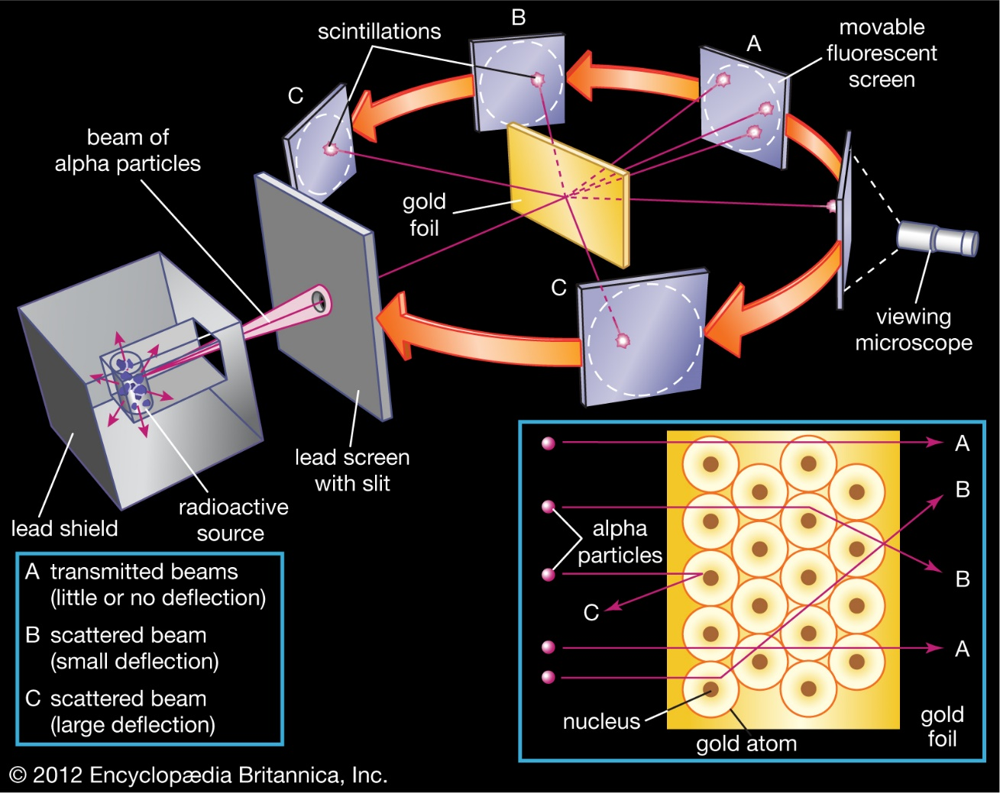 B
scintillations
A
movable
fluorescent
screen
C
beam of
alpha particles
gold
foil
C
viewing
microscope
lead screen
with slit
radioactive
source
lead shield
A transmitted beams
(little or no deflection)
B scattered beam
(small deflection)
C scattered beam
(large deflection)
A
B
alpha
particles
B
C
A
nucleus
gold atom
gold
foil
© 2012 Encyclopædia Britannica, Inc.